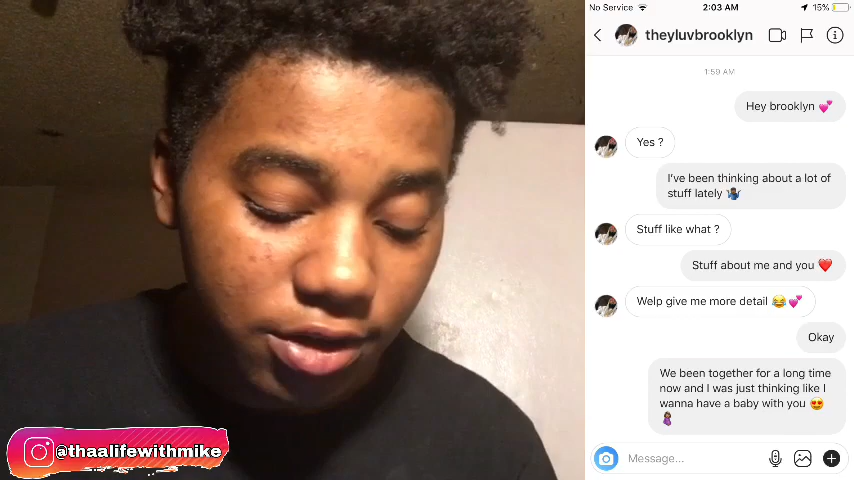 No Service 2:03 AM 15%
theyluvbrooklyn
1:59 AM
Hey brooklyn 💕
Yes ?
I've been thinking about a lot of
stuff lately 🤷🏿‍♂️
Stuff like what ?
Stuff about me and you ❤️
Welp give me more detail 😂💕
Okay
We been together for a long time
now and I was just thinking like I
wanna have a baby with you 😍
🤰🏾
Message...
@thaalifewithmike